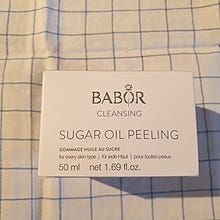 BABOR
CLEANSING
SUGAR OIL PEELING
GOMMAGE HUILE AU SUCRE
for every skin type | für jede Haut | pour toutes peaux
50 ml net 1.69 fl.oz.